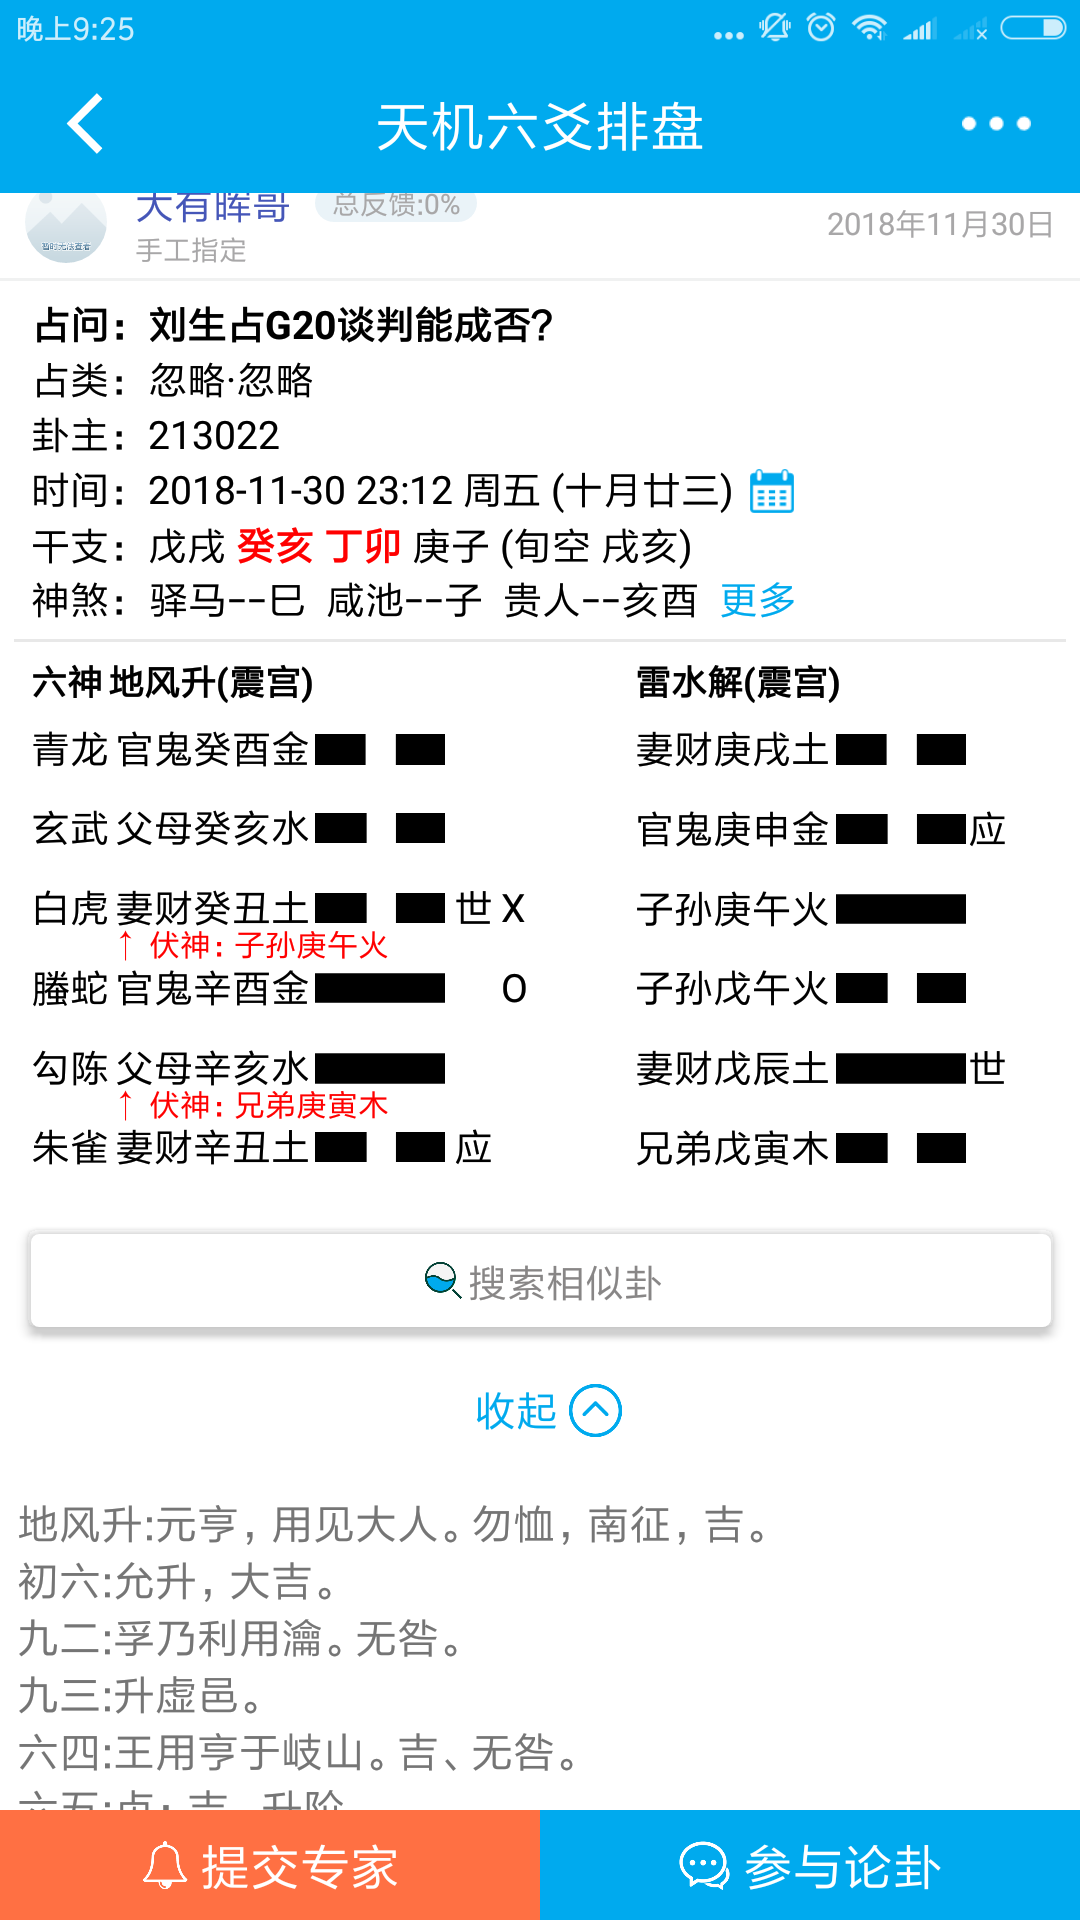 晚上9:25
天机六爻排盘
大有晖哥 总反馈:0%
手工指定
2018年11月30日
占问：刘生占G20谈判能成否?
占类：忽略·忽略
卦主：213022
时间：2018-11-30 23:12 周五 (十月廿三)
干支：戊戌 癸亥 丁卯 庚子 (旬空 戌亥)
神煞：驿马--巳 咸池--子 贵人--亥酉 更多
六神 地风升(震宫) 雷水解(震宫)
青龙 官鬼癸酉金 妻财庚戌土
玄武 父母癸亥水 官鬼庚申金 应
白虎 妻财癸丑土 世 X 子孙庚午火
↑ 伏神：子孙庚午火
螣蛇 官鬼辛酉金 O 子孙戊午火
勾陈 父母辛亥水 妻财戊辰土 世
↑ 伏神：兄弟庚寅木
朱雀 妻财辛丑土 应 兄弟戊寅木
搜索相似卦
收起
地风升:元亨，用见大人。勿恤，南征，吉。
初六:允升，大吉。
九二:孚乃利用瀹。无咎。
九三:升虚邑。
六四:王用亨于岐山。吉、无咎。
六五:贞，吉，升阶
提交专家
参与论卦